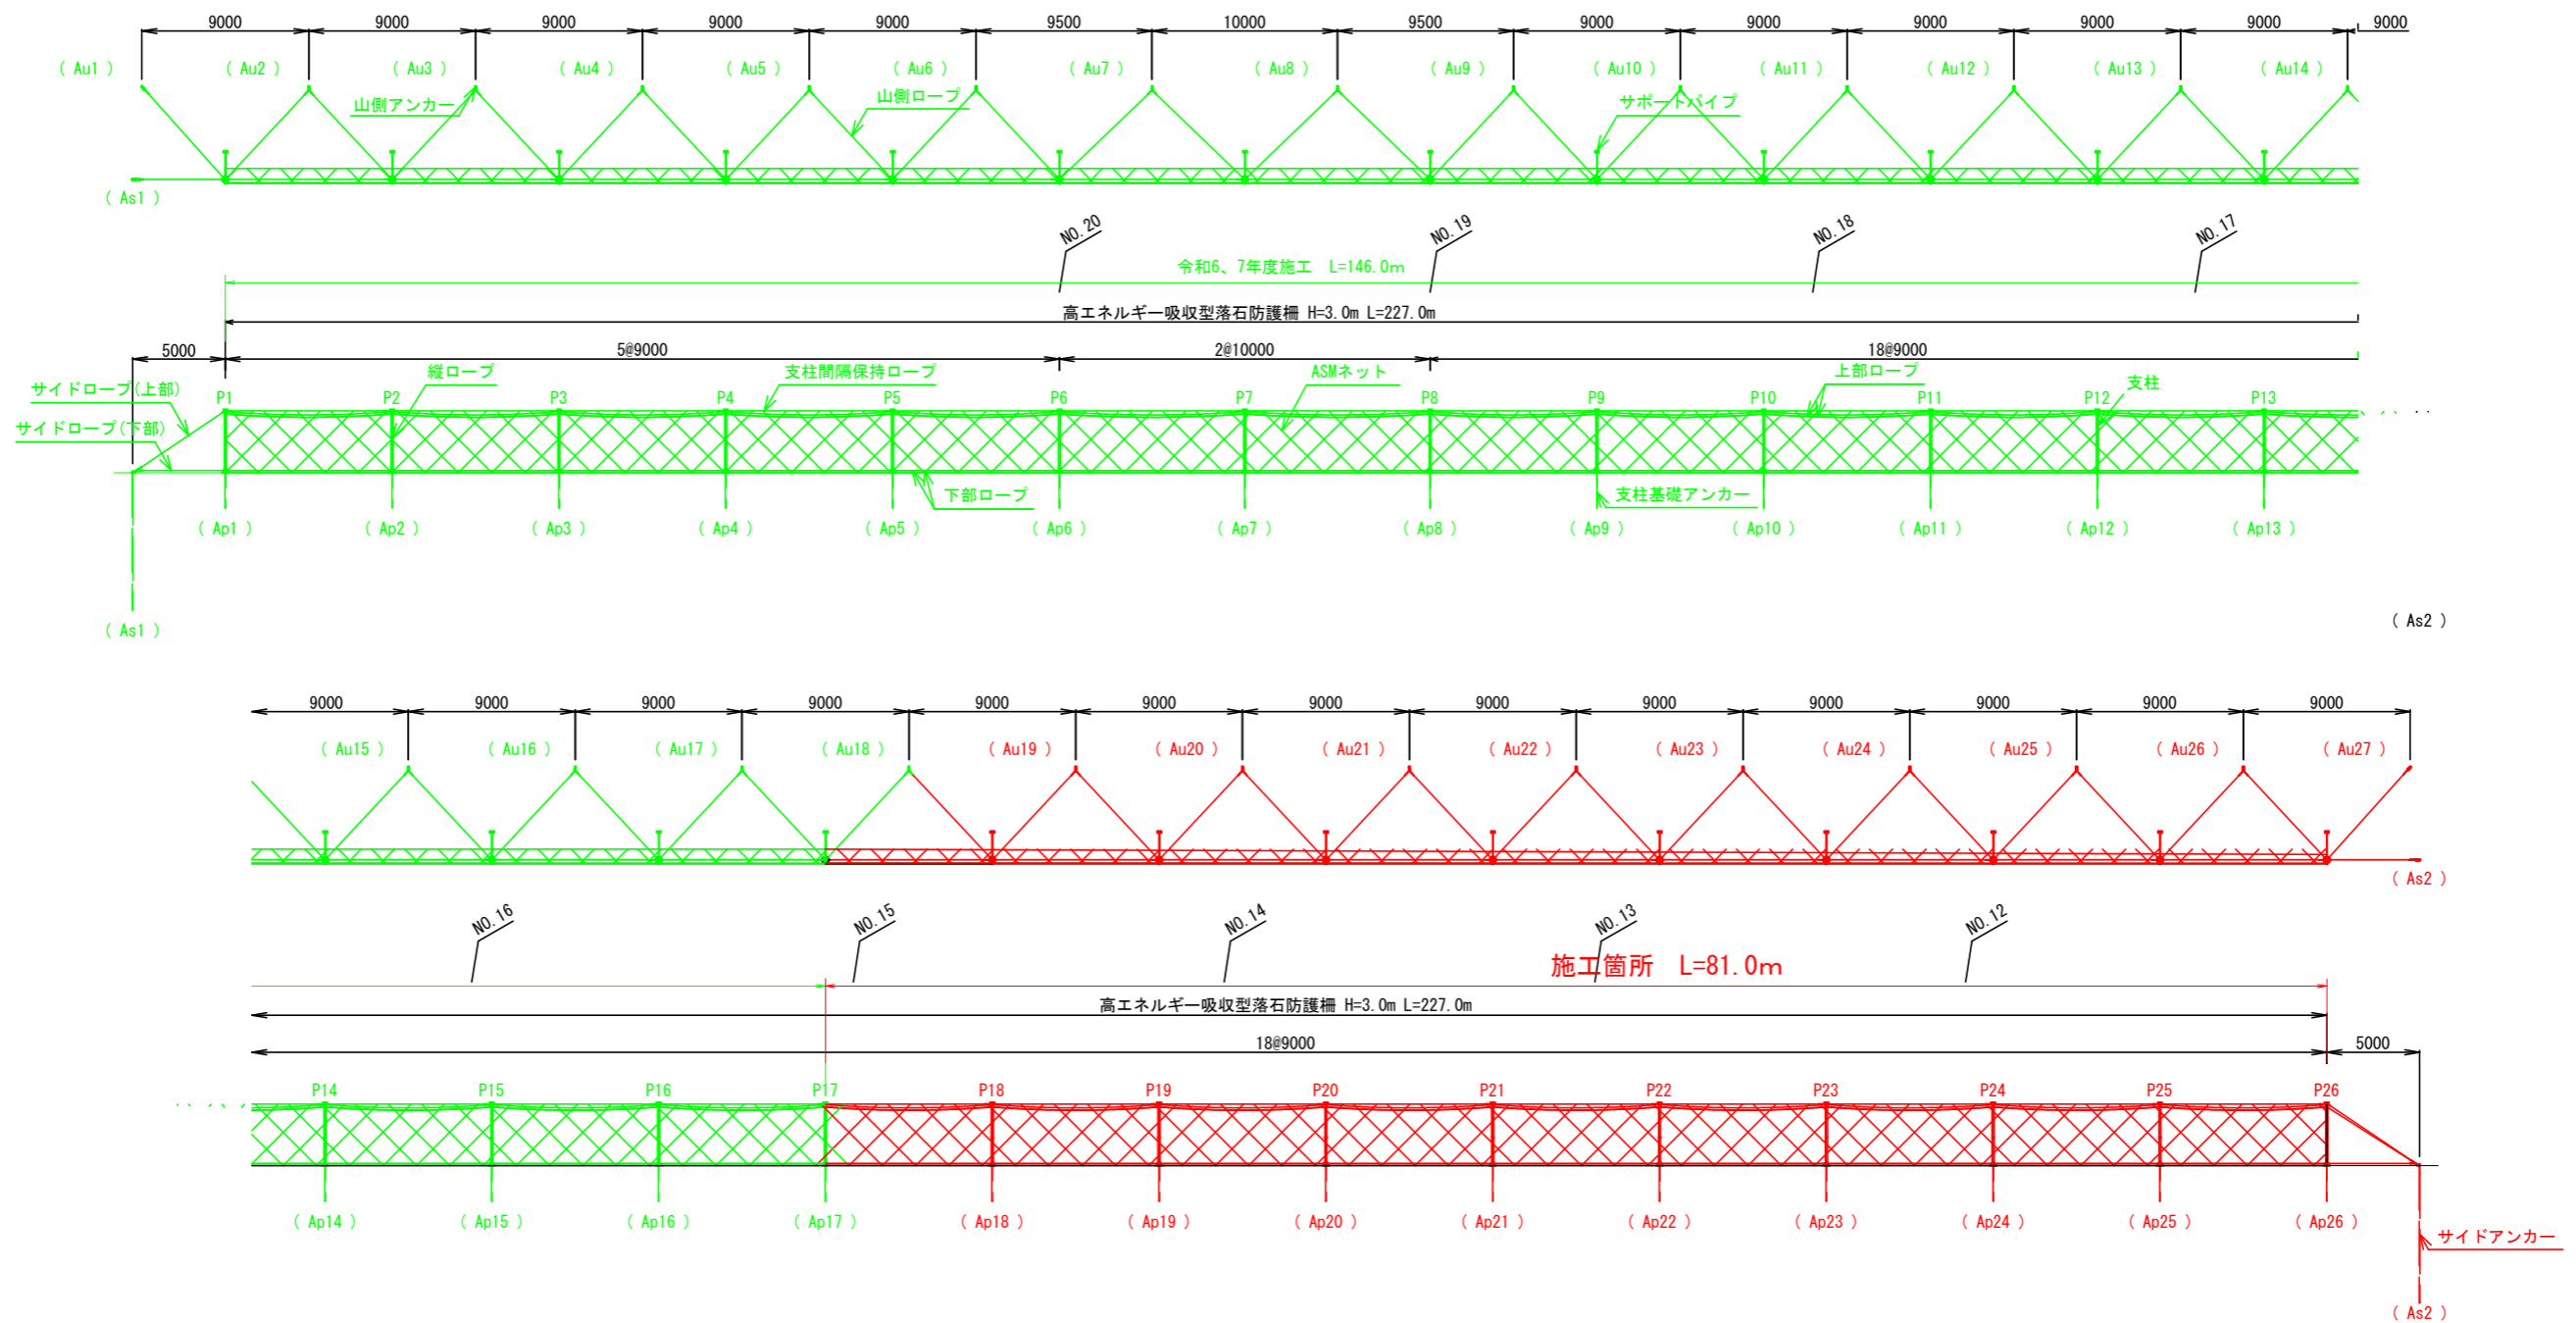 9000 9000 9000 9000 9000 9500 10000 9500 9000 9000 9000 9000 9000 9000
( Au1 ) ( Au2 ) ( Au3 ) ( Au4 ) ( Au5 ) ( Au6 ) ( Au7 ) ( Au8 ) ( Au9 ) ( Au10 ) ( Au11 ) ( Au12 ) ( Au13 ) ( Au14 )
山側アンカー 山側ロープ サポートパイプ
( As1 )
NO.20 NO.19 NO.18 NO.17
令和6、7年度施工 L=146.0m
高エネルギー吸収型落石防護柵 H=3.0m L=227.0m
5000 5@9000 2@10000 18@9000
サイドロープ(上部) 縦ロープ 支柱間隔保持ロープ ASMネット 上部ロープ 支柱
P1 P2 P3 P4 P5 P6 P7 P8 P9 P10 P11 P12 P13
サイドロープ(下部)
下部ロープ 支柱基礎アンカー
( Ap1 ) ( Ap2 ) ( Ap3 ) ( Ap4 ) ( Ap5 ) ( Ap6 ) ( Ap7 ) ( Ap8 ) ( Ap9 ) ( Ap10 ) ( Ap11 ) ( Ap12 ) ( Ap13 )
( As1 ) ( As2 )
9000 9000 9000 9000 9000 9000 9000 9000 9000 9000 9000 9000 9000
( Au15 ) ( Au16 ) ( Au17 ) ( Au18 ) ( Au19 ) ( Au20 ) ( Au21 ) ( Au22 ) ( Au23 ) ( Au24 ) ( Au25 ) ( Au26 ) ( Au27 )
( As2 )
NO.16 NO.15 NO.14 NO.13 NO.12
施工箇所 L=81.0m
高エネルギー吸収型落石防護柵 H=3.0m L=227.0m
18@9000 5000
P14 P15 P16 P17 P18 P19 P20 P21 P22 P23 P24 P25 P26
( Ap14 ) ( Ap15 ) ( Ap16 ) ( Ap17 ) ( Ap18 ) ( Ap19 ) ( Ap20 ) ( Ap21 ) ( Ap22 ) ( Ap23 ) ( Ap24 ) ( Ap25 ) ( Ap26 )
サイドアンカー
( As2 )